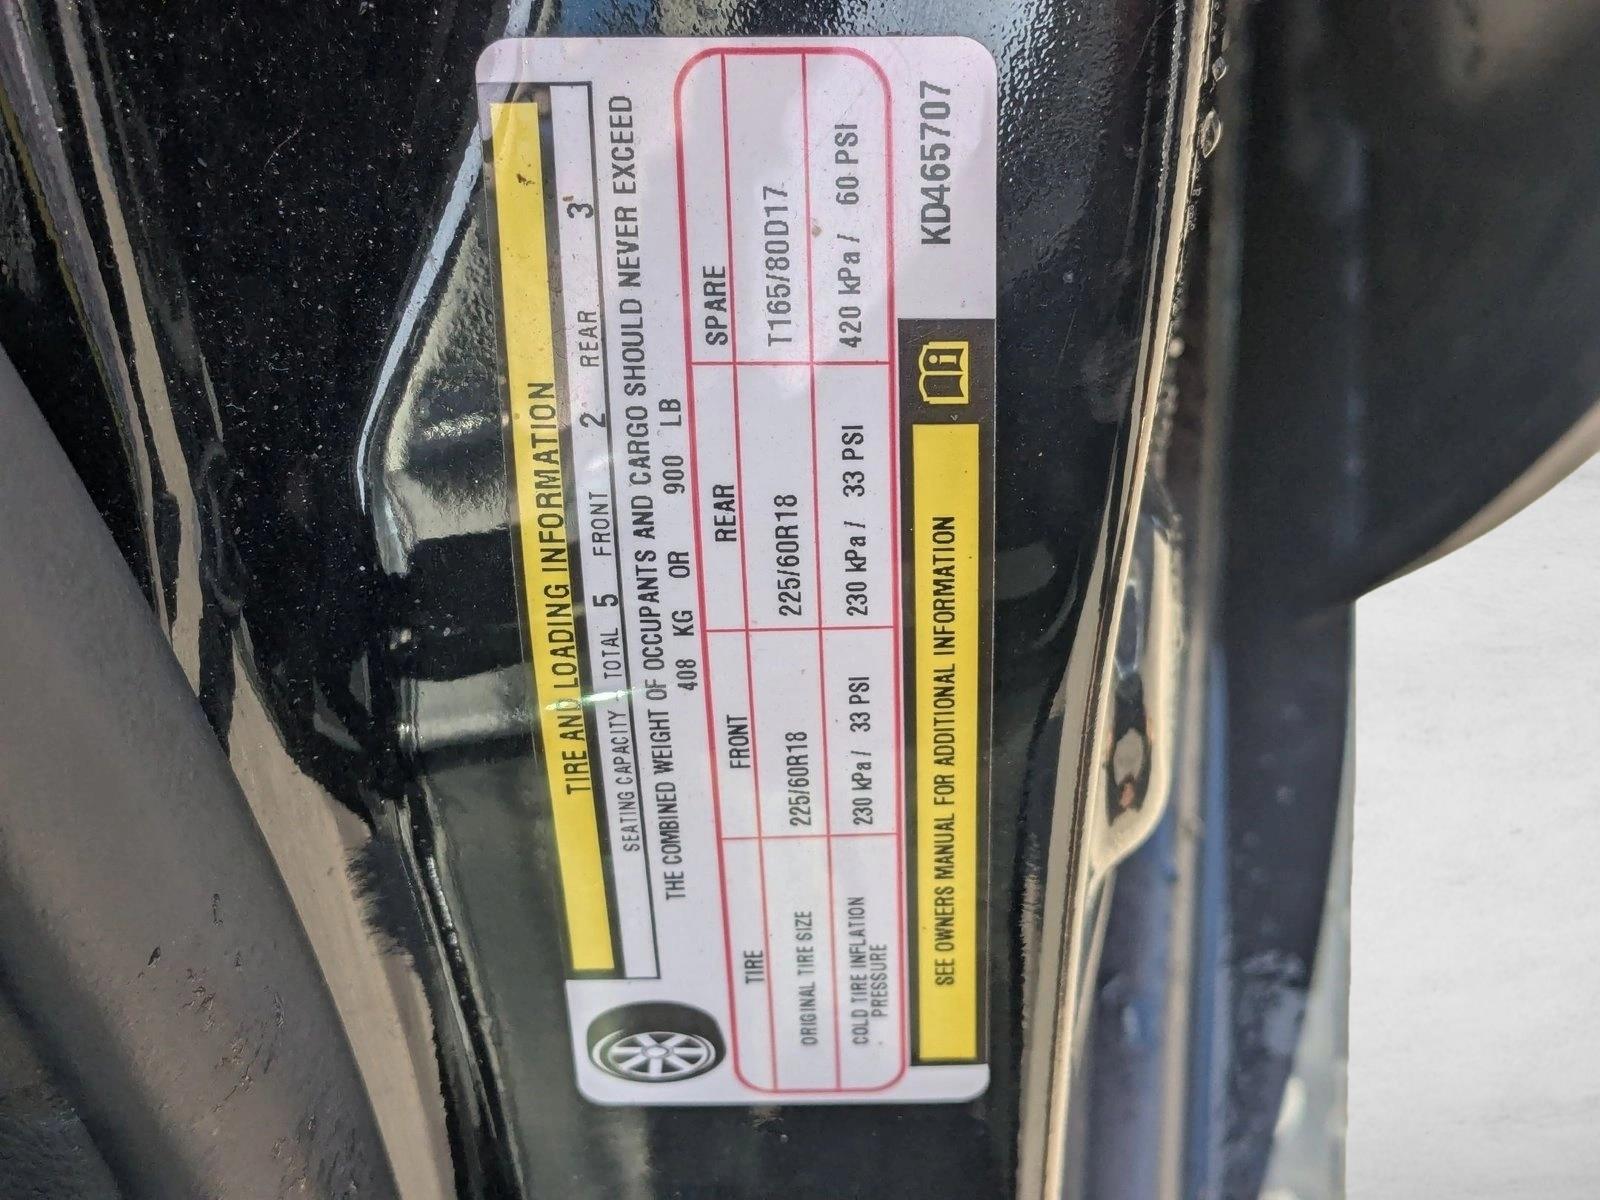 TIRE AND LOADING INFORMATION
SEATING CAPACITY TOTAL 5 FRONT 2 REAR 3
THE COMBINED WEIGHT OF OCCUPANTS AND CARGO SHOULD NEVER EXCEED
408 KG OR 900 LB
TIRE FRONT REAR SPARE
ORIGINAL TIRE SIZE 225/60R18 225/60R18 T165/80D17
COLD TIRE INFLATION PRESSURE 230 kPa / 33 PSI 230 kPa / 33 PSI 420 kPa / 60 PSI
SEE OWNERS MANUAL FOR ADDITIONAL INFORMATION
KD465707